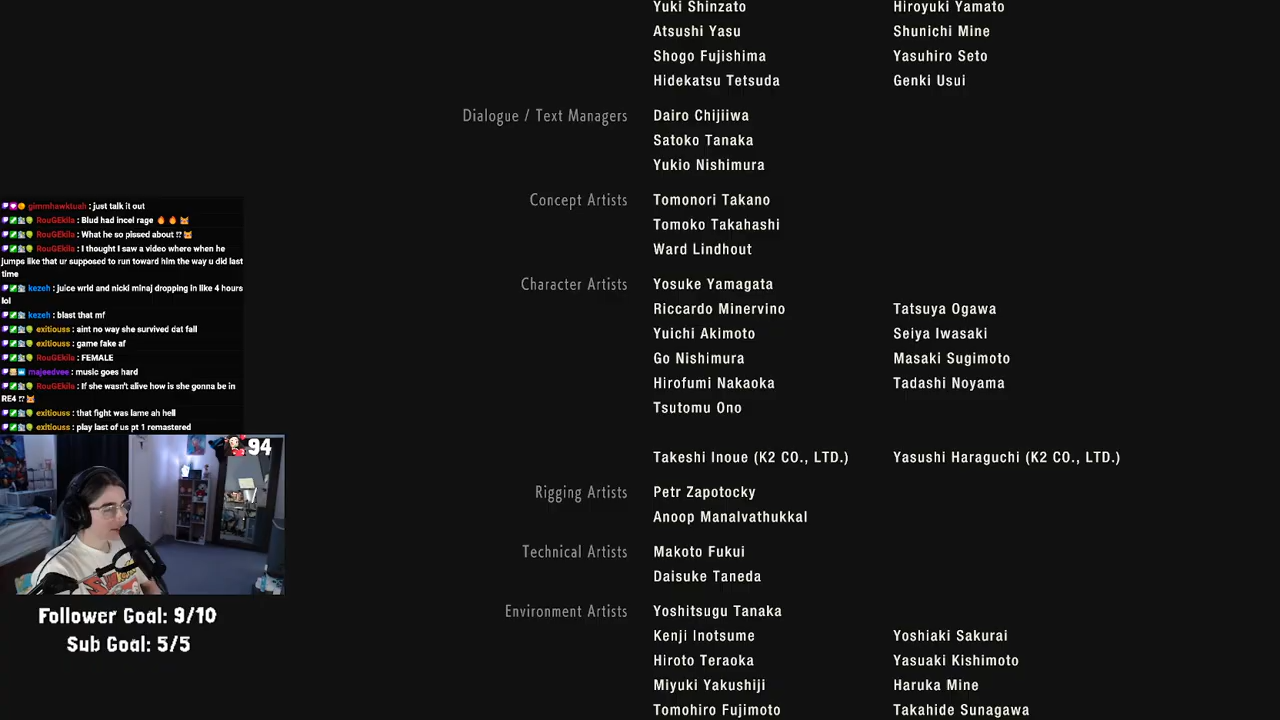 Yuki Shinzato Hiroyuki Yamato
Atsushi Yasu Shunichi Mine
Shogo Fujishima Yasuhiro Seto
Hidekatsu Tetsuda Genki Usui
Dialogue / Text Managers Dairo Chijiiwa
Satoko Tanaka
Yukio Nishimura
Concept Artists Tomonori Takano
Tomoko Takahashi
Ward Lindhout
Character Artists Yosuke Yamagata
Riccardo Minervino Tatsuya Ogawa
Yuichi Akimoto Seiya Iwasaki
Go Nishimura Masaki Sugimoto
Hirofumi Nakaoka Tadashi Noyama
Tsutomu Ono
Takeshi Inoue (K2 CO., LTD.) Yasushi Haraguchi (K2 CO., LTD.)
Rigging Artists Petr Zapotocky
Anoop Manalvathukkal
Technical Artists Makoto Fukui
Daisuke Taneda
Environment Artists Yoshitsugu Tanaka
Kenji Inotsume Yoshiaki Sakurai
Hiroto Teraoka Yasuaki Kishimoto
Miyuki Yakushiji Haruka Mine
Tomohiro Fujimoto Takahide Sunagawa
gimmhawktuah : just talk it out
RouGEkila : Blud had incel rage 🔥 🔥
RouGEkila : What he so pissed about !?
RouGEkila : I thought I saw a video where when he
jumps like that ur supposed to run toward him the way u did last
time
kezeh : juice wrld and nicki minaj dropping in like 4 hours
lol
kezeh : blast that mf
exitiouss : aint no way she survived dat fall
exitiouss : game fake af
RouGEkila : FEMALE
majeedvee : music goes hard
RouGEkila : If she wasn't alive how is she gonna be in
RE4 !?
exitiouss : that fight was lame ah hell
exitiouss : play last of us pt 1 remastered
94
Follower Goal: 9/10
Sub Goal: 5/5